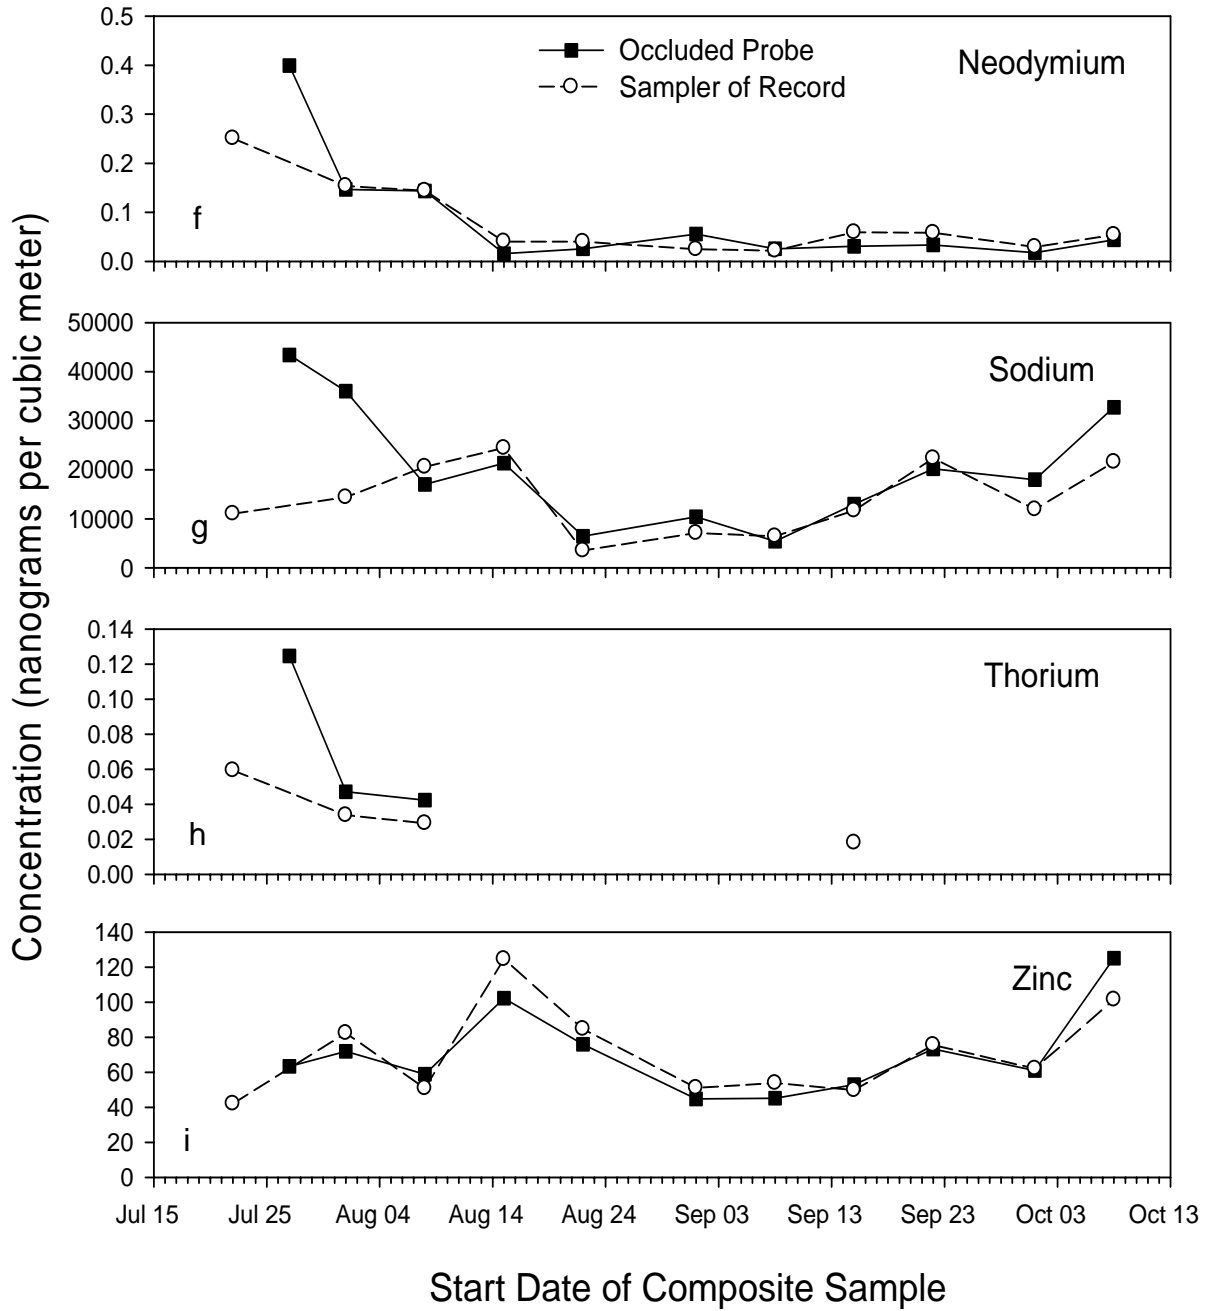 Concentration (nanograms per cubic meter)
0.5
0.4
0.3
0.2
0.1
0.0
Occluded Probe
Sampler of Record
Neodymium
f
50000
40000
30000
20000
10000
0
Sodium
g
0.14
0.12
0.10
0.08
0.06
0.04
0.02
0.00
Thorium
h
140
120
100
80
60
40
20
0
Zinc
i
Jul 15 Jul 25 Aug 04 Aug 14 Aug 24 Sep 03 Sep 13 Sep 23 Oct 03 Oct 13
Start Date of Composite Sample